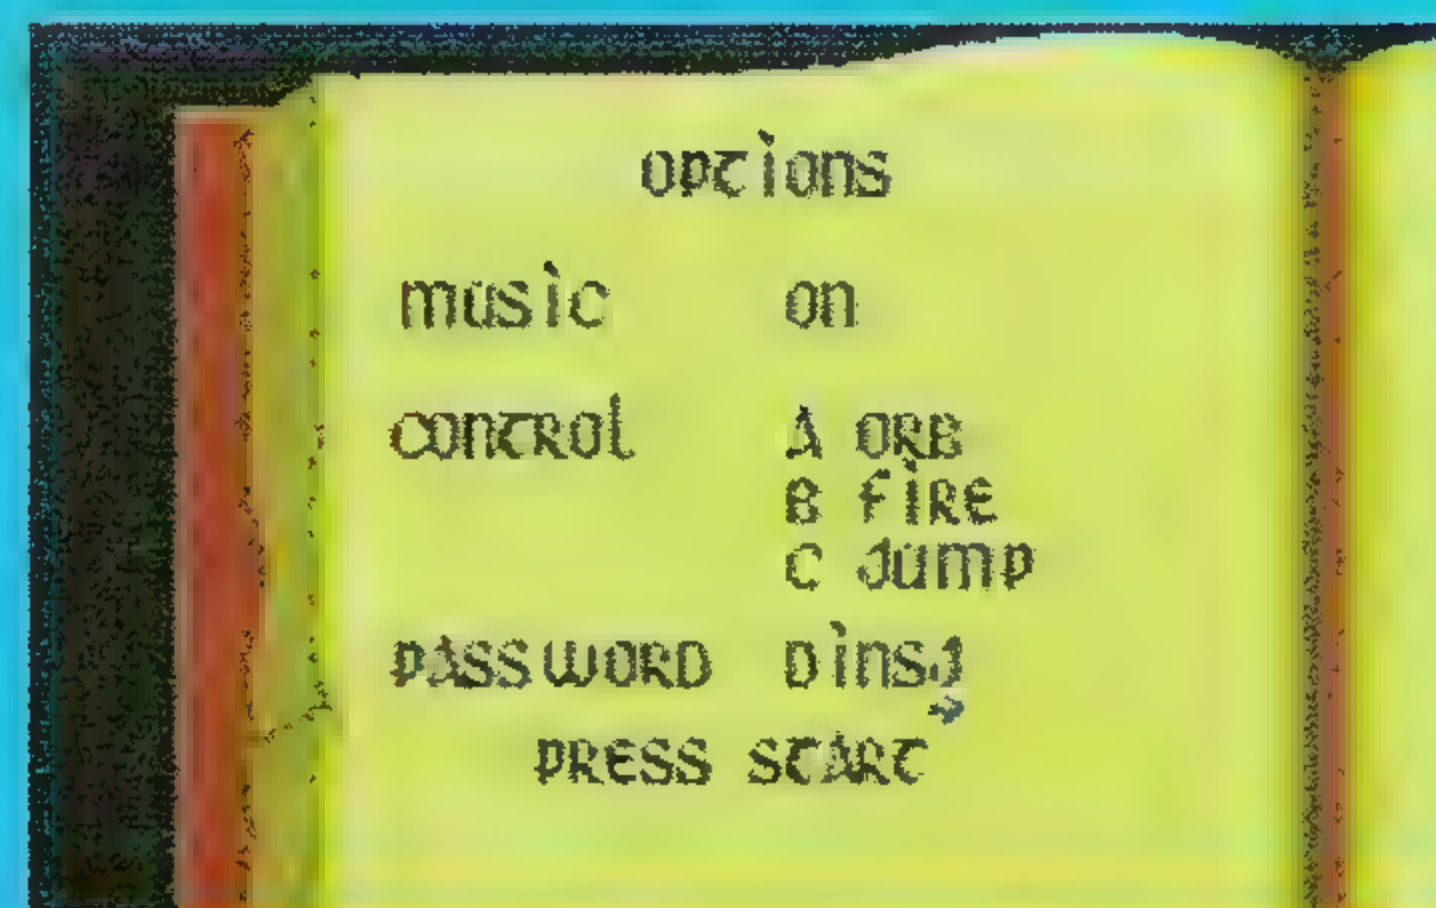 options
music on
control A ORB
B fire
C Jump
PASSWORD DinsJ
PRESS START